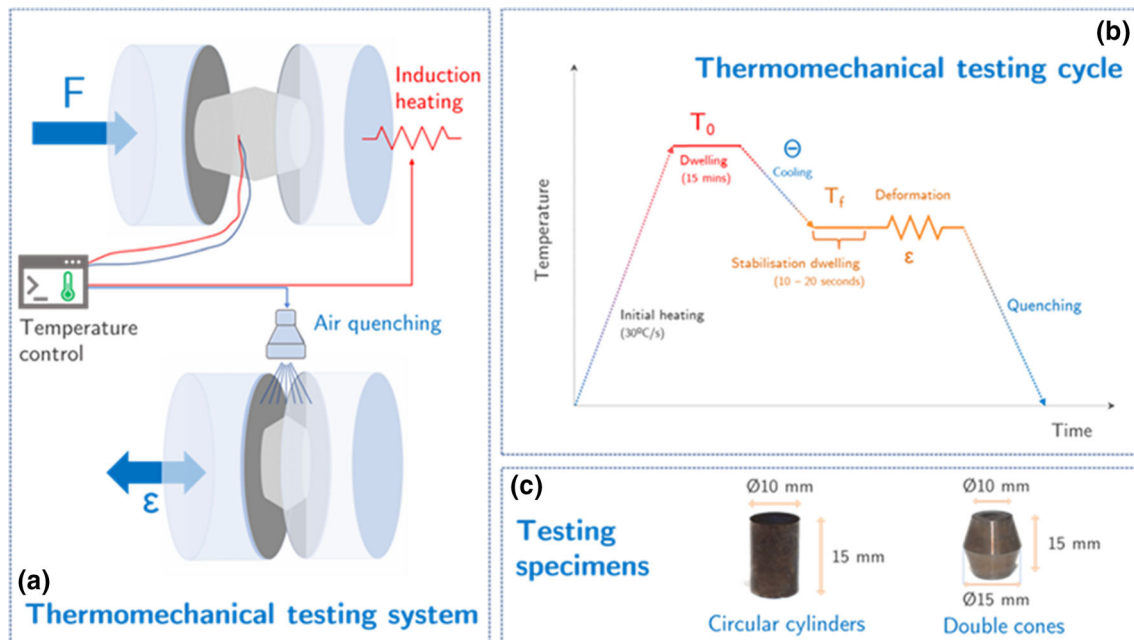 F
Induction
heating
>_
Temperature
control
Air quenching
ε
(a)
Thermomechanical testing system
(b)
Thermomechanical testing cycle
Temperature
T0
Dwelling
(15 mins)
Θ
Cooling
Tf
Deformation
ε
Stabilisation dwelling
(10 – 20 seconds)
Initial heating
(30ºC/s)
Quenching
Time
(c)
Testing
specimens
Ø10 mm
15 mm
Circular cylinders
Ø10 mm
15 mm
Ø15 mm
Double cones